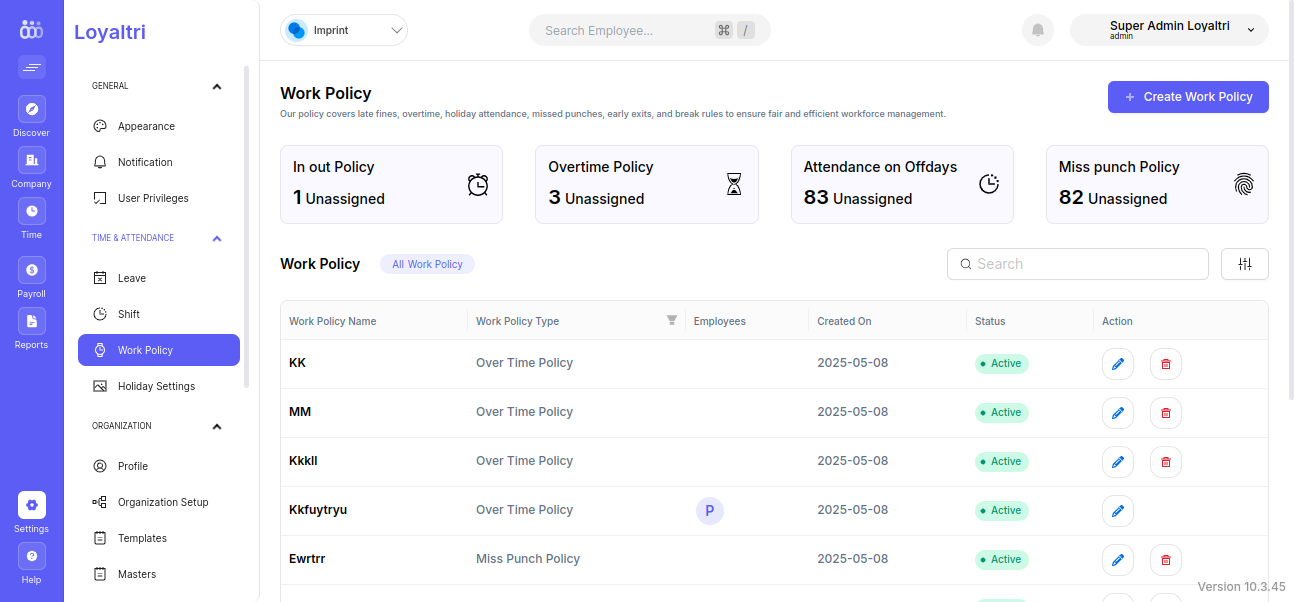 Loyaltri
Discover
Company
Time
Payroll
Reports
Settings
Help
GENERAL
Appearance
Notification
User Privileges
TIME & ATTENDANCE
Leave
Shift
Work Policy
Holiday Settings
ORGANIZATION
Profile
Organization Setup
Templates
Masters
Imprint
Search Employee... ⌘ /
Super Admin Loyaltri
admin
Work Policy
Our policy covers late fines, overtime, holiday attendance, missed punches, early exits, and break rules to ensure fair and efficient workforce management.
+ Create Work Policy
In out Policy
1 Unassigned
Overtime Policy
3 Unassigned
Attendance on Offdays
83 Unassigned
Miss punch Policy
82 Unassigned
Work Policy All Work Policy
Search
Work Policy Name Work Policy Type Employees Created On Status Action
KK Over Time Policy 2025-05-08 Active
MM Over Time Policy 2025-05-08 Active
Kkkll Over Time Policy 2025-05-08 Active
Kkfuytryu Over Time Policy P 2025-05-08 Active
Ewrtrr Miss Punch Policy 2025-05-08 Active
Version 10.3.45